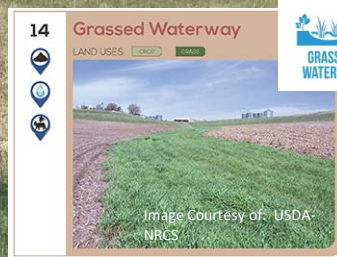 14
Grassed Waterway
LAND USES:
CROP
GRASS
GRASS
WATER
Image Courtesy of: USDA-
NRCS